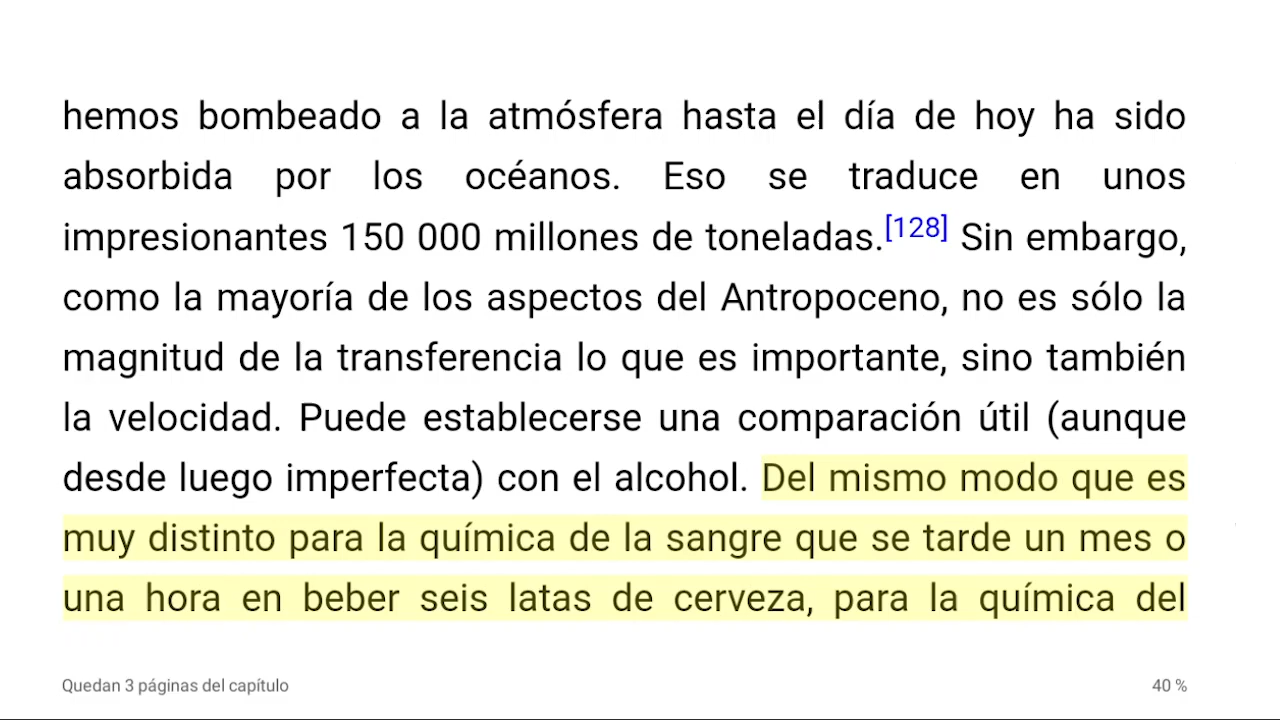 hemos bombeado a la atmósfera hasta el día de hoy ha sido
absorbida por los océanos. Eso se traduce en unos
impresionantes 150 000 millones de toneladas.[128] Sin embargo,
como la mayoría de los aspectos del Antropoceno, no es sólo la
magnitud de la transferencia lo que es importante, sino también
la velocidad. Puede establecerse una comparación útil (aunque
desde luego imperfecta) con el alcohol. Del mismo modo que es
muy distinto para la química de la sangre que se tarde un mes o
una hora en beber seis latas de cerveza, para la química del
Quedan 3 páginas del capítulo
40 %